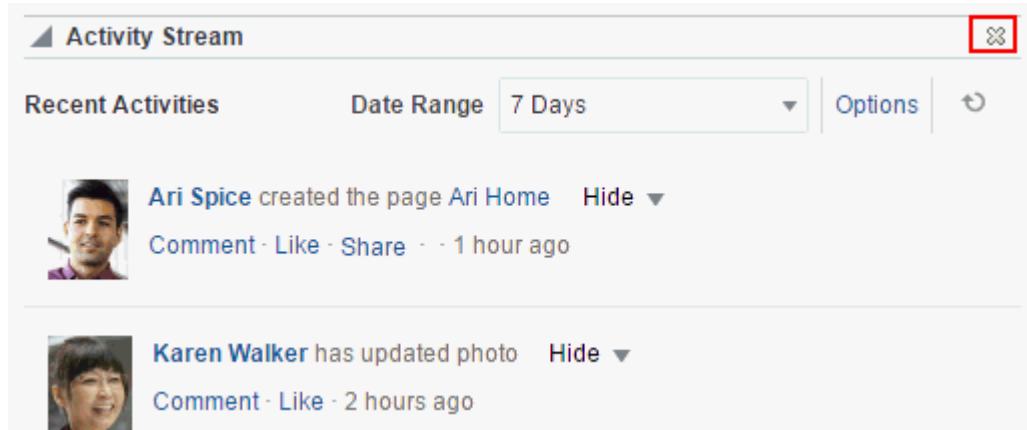 Activity Stream
Recent Activities Date Range 7 Days Options
Ari Spice created the page Ari Home Hide
Comment · Like · Share · · 1 hour ago
Karen Walker has updated photo Hide
Comment · Like · 2 hours ago